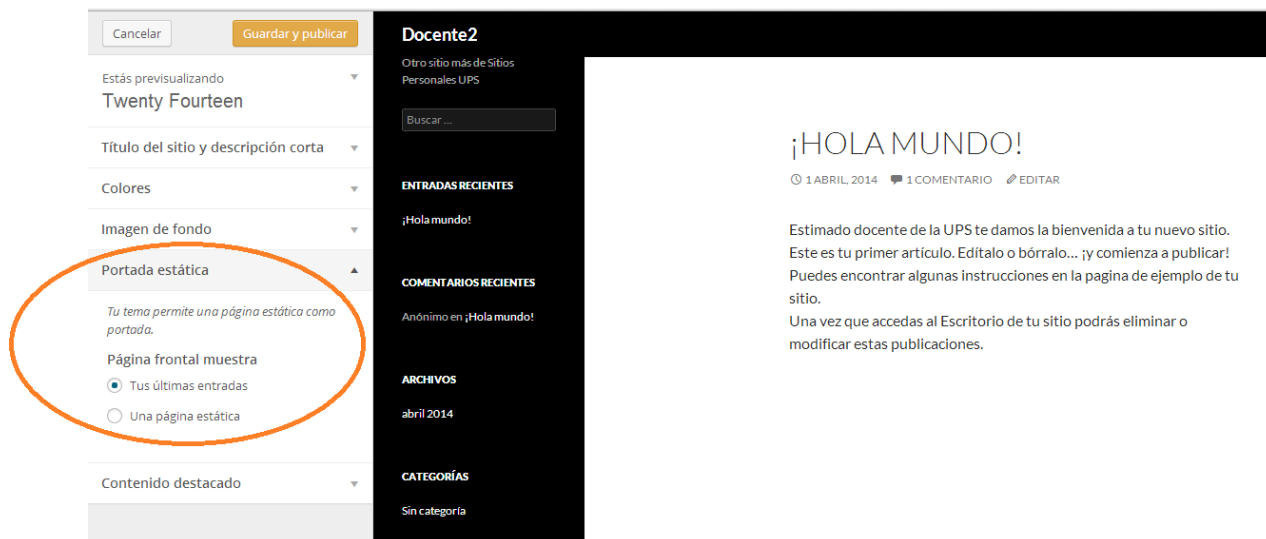 Cancelar
Guardar y publicar
Estás previsualizando
Twenty Fourteen
Título del sitio y descripción corta
Colores
Imagen de fondo
Portada estática
Tu tema permite una página estática como
portada.
Página frontal muestra
Tus últimas entradas
Una página estática
Contenido destacado
Docente2
Otro sitio más de Sitios
Personales UPS
Buscar ...
ENTRADAS RECIENTES
¡Hola mundo!
COMENTARIOS RECIENTES
Anónimo en ¡Hola mundo!
ARCHIVOS
abril 2014
CATEGORÍAS
Sin categoría
¡HOLA MUNDO!
1 ABRIL, 2014 1 COMENTARIO EDITAR
Estimado docente de la UPS te damos la bienvenida a tu nuevo sitio.
Este es tu primer artículo. Edítalo o bórralo... ¡y comienza a publicar!
Puedes encontrar algunas instrucciones en la pagina de ejemplo de tu
sitio.
Una vez que accedas al Escritorio de tu sitio podrás eliminar o
modificar estas publicaciones.